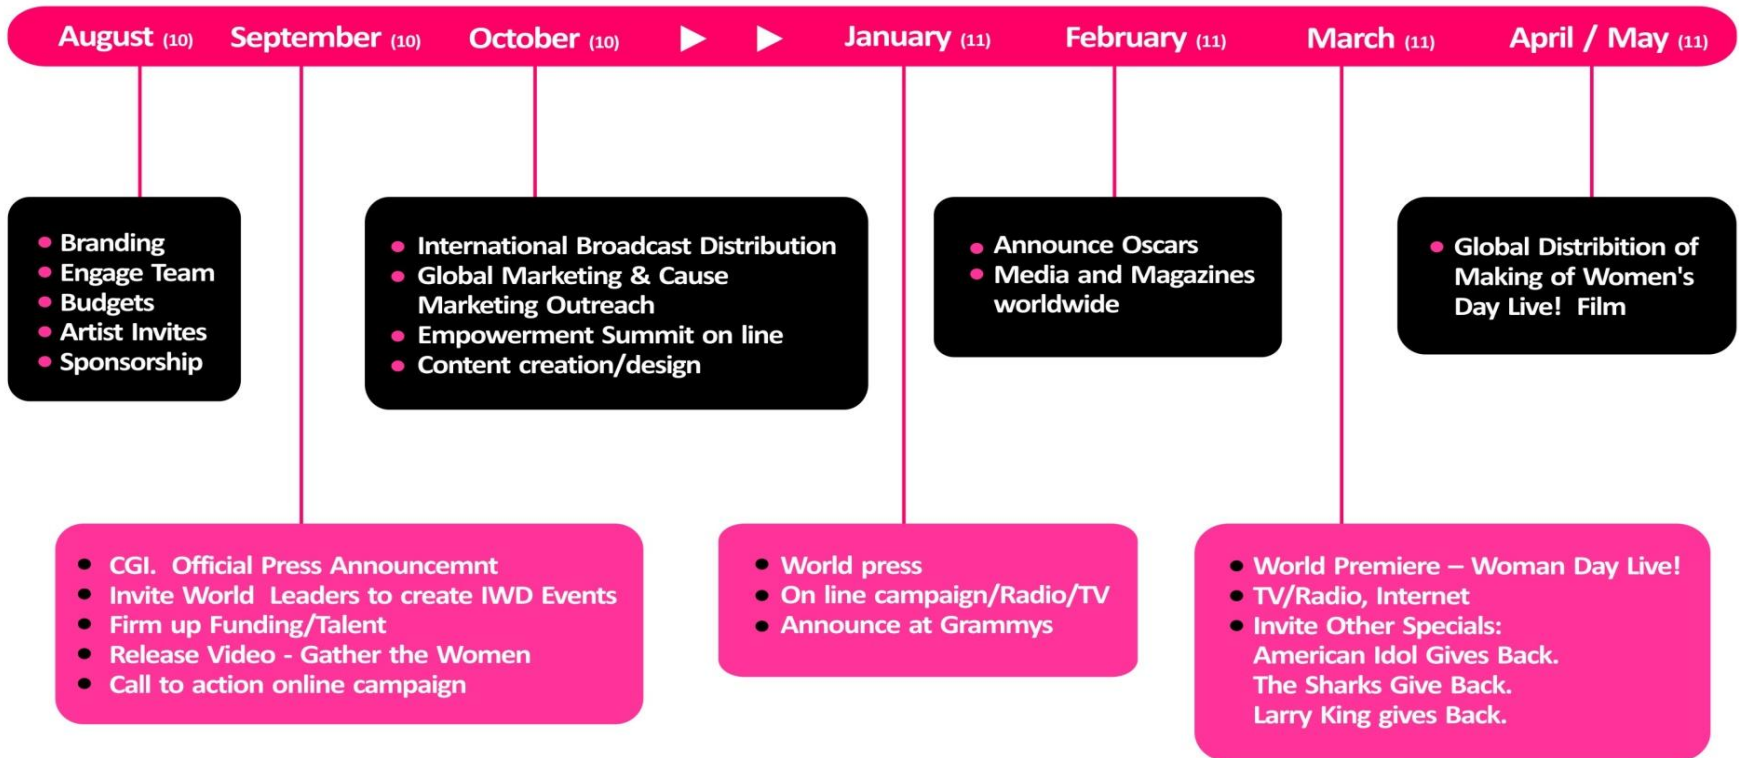 August (10) September (10) October (10) January (11) February (11) March (11) April / May (11)
Branding
Engage Team
Budgets
Artist Invites
Sponsorship
International Broadcast Distribution
Global Marketing & Cause
Marketing Outreach
Empowerment Summit on line
Content creation/design
Announce Oscars
Media and Magazines
worldwide
Global Distribition of
Making of Women's
Day Live! Film
CGI. Official Press Announcemnt
Invite World Leaders to create IWD Events
Firm up Funding/Talent
Release Video - Gather the Women
Call to action online campaign
World press
On line campaign/Radio/TV
Announce at Grammys
World Premiere – Woman Day Live!
TV/Radio, Internet
Invite Other Specials:
American Idol Gives Back.
The Sharks Give Back.
Larry King gives Back.